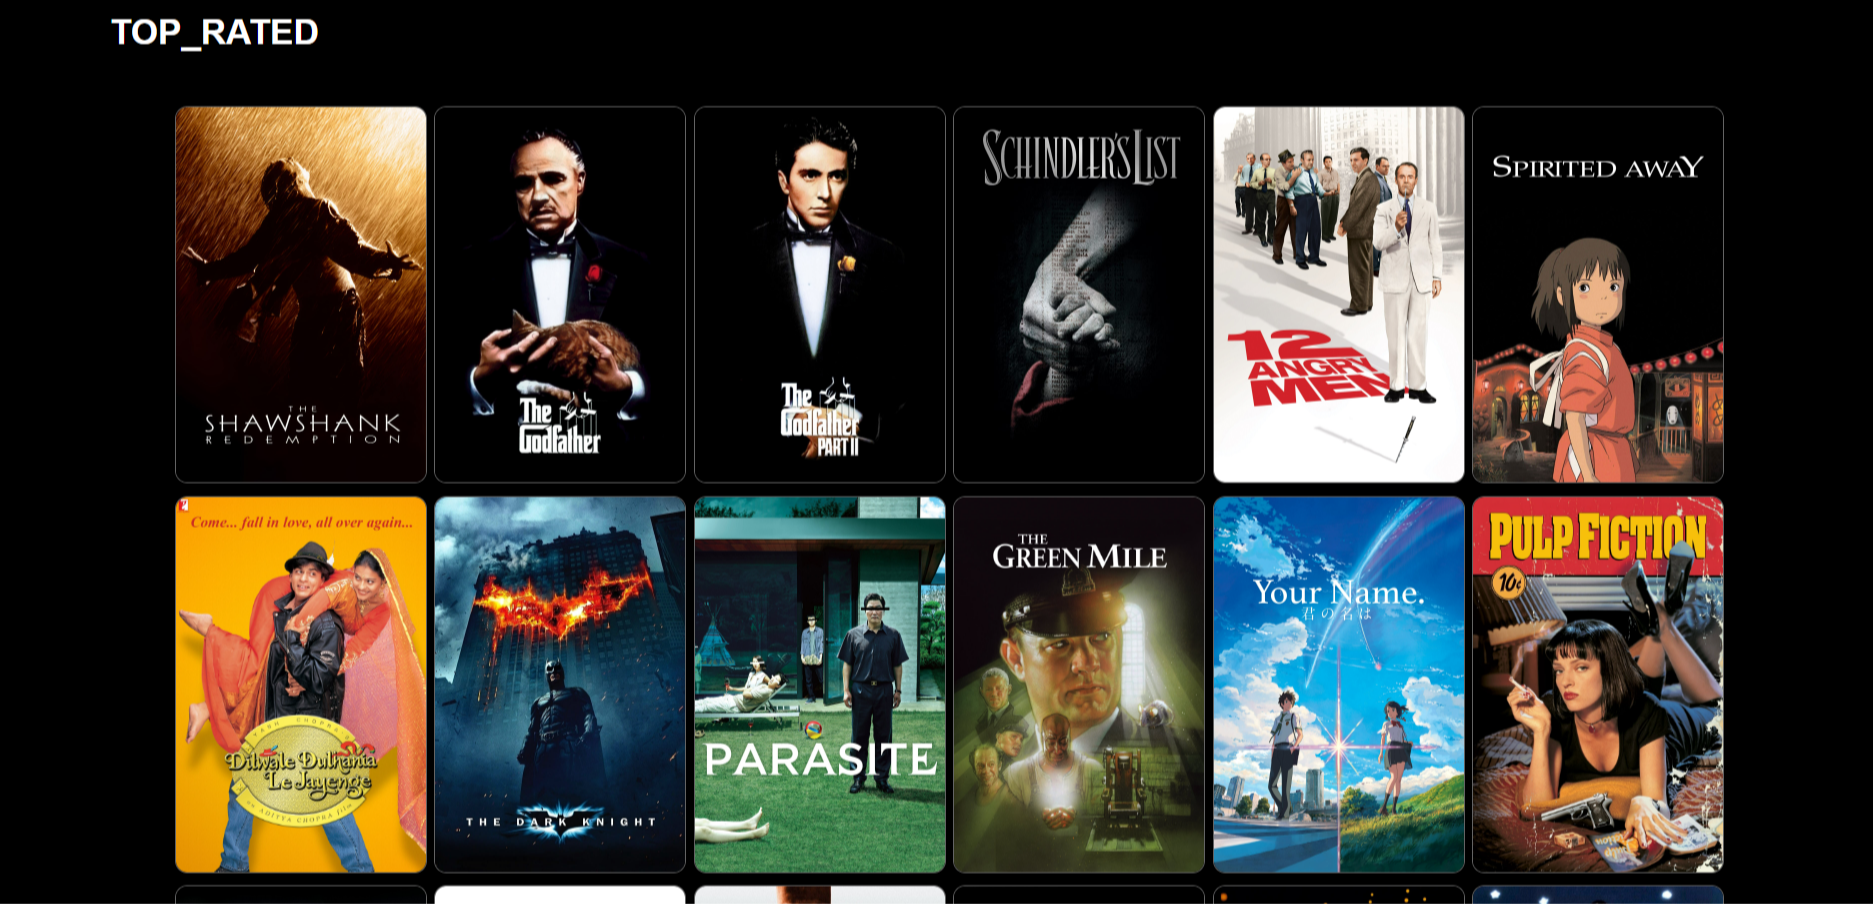 TOP_RATED
THE
SHAWSHANK
REDEMPTION
The
Godfather
The
Godfather
PART II
SCHINDLER'S LIST
12
ANGRY
MEN
SPIRITED AWAY
Come... fall in love, all over again...
YASH CHOPRA
Dilwale Dulhania
Le Jayenge
an ADITYA CHOPRA film
THE DARK KNIGHT
PARASITE
THE
GREEN MILE
Your Name.
君の名は
PULP FICTION
10¢